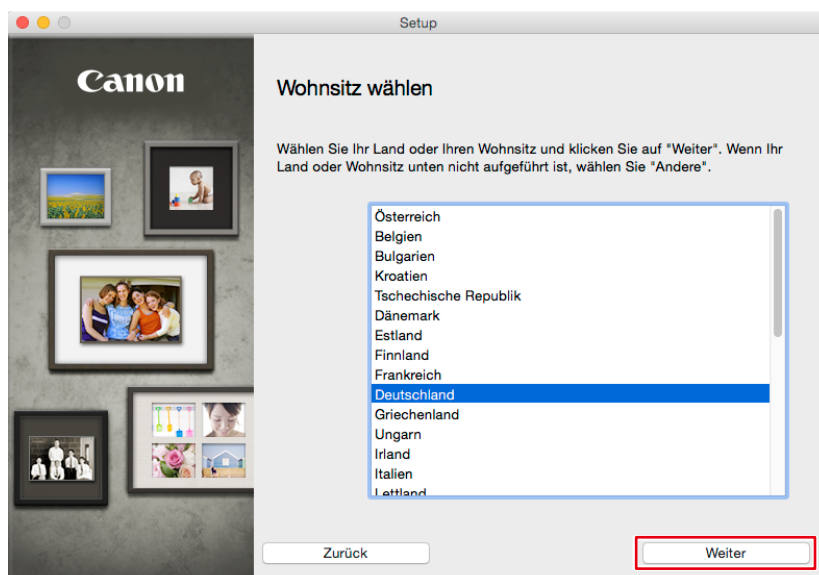 Setup
Canon
Wohnsitz wählen
Wählen Sie Ihr Land oder Ihren Wohnsitz und klicken Sie auf "Weiter". Wenn Ihr
Land oder Wohnsitz unten nicht aufgeführt ist, wählen Sie "Andere".
Österreich
Belgien
Bulgarien
Kroatien
Tschechische Republik
Dänemark
Estland
Finnland
Frankreich
Deutschland
Griechenland
Ungarn
Irland
Italien
Lettland
Zurück
Weiter